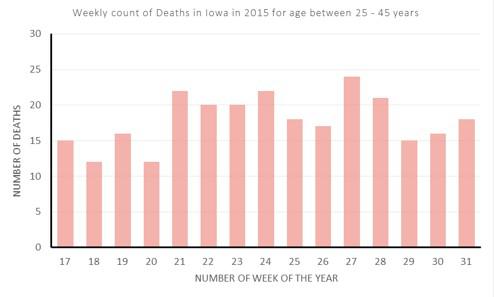 Weekly count of Deaths in Iowa in 2015 for age between 25 - 45 years
30
25
20
15
10
5
0
NUMBER OF DEATHS
17 18 19 20 21 22 23 24 25 26 27 28 29 30 31
NUMBER OF WEEK OF THE YEAR